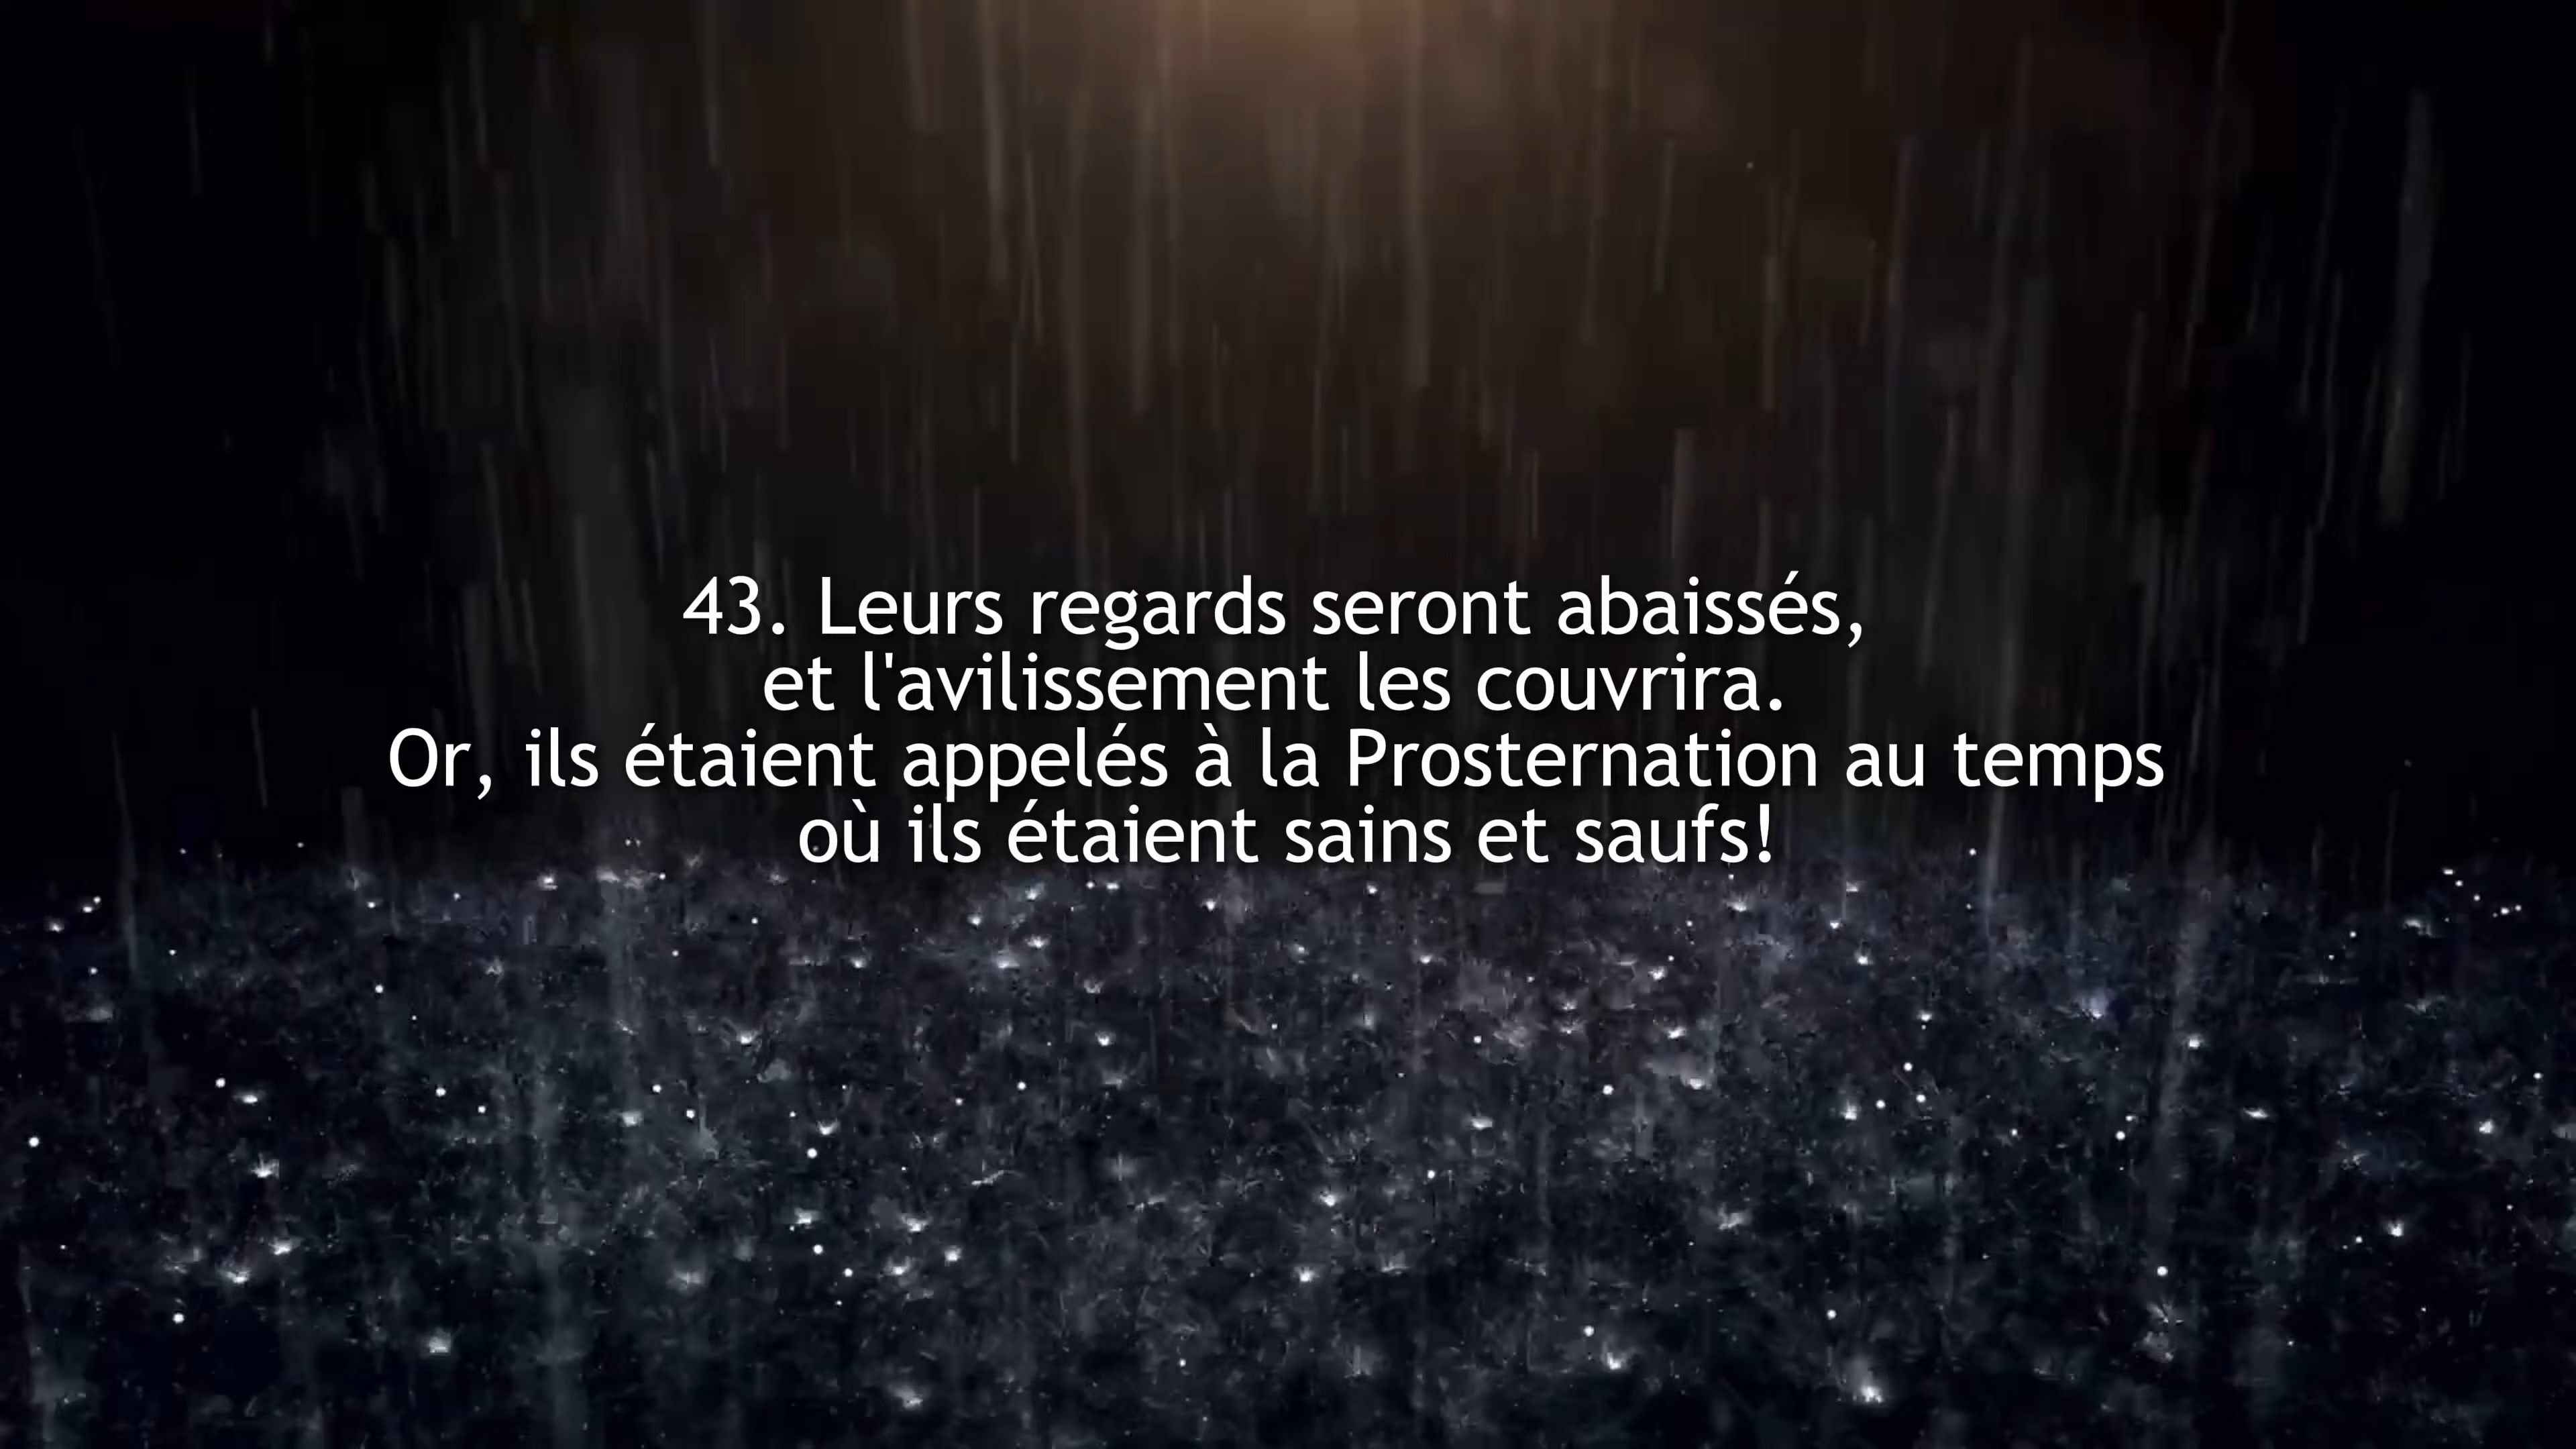 43. Leurs regards seront abaissés,
et l'avilissement les couvrira.
Or, ils étaient appelés à la Prosternation au temps
où ils étaient sains et saufs!